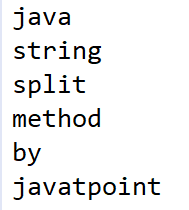 java
string
split
method
by
javatpoint